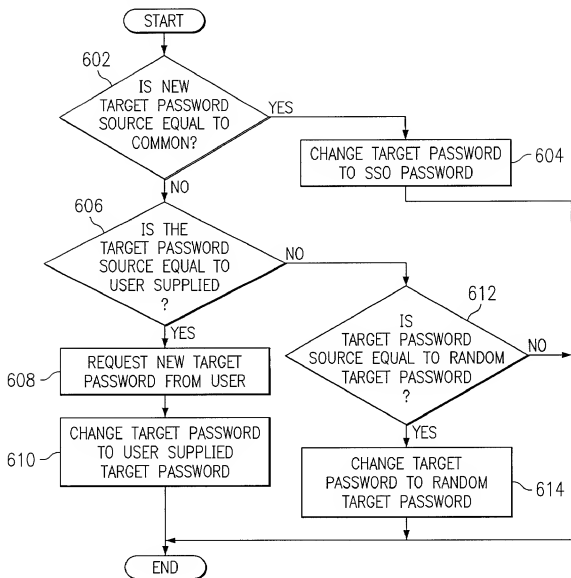 START
602
IS NEW
TARGET PASSWORD
SOURCE EQUAL TO
COMMON?
YES
CHANGE TARGET PASSWORD
TO SSO PASSWORD
604
NO
606
IS THE
TARGET PASSWORD
SOURCE EQUAL TO
USER SUPPLIED
?
NO
YES
612
IS
TARGET PASSWORD
SOURCE EQUAL TO RANDOM
TARGET PASSWORD
?
NO
YES
608
REQUEST NEW TARGET
PASSWORD FROM USER
610
CHANGE TARGET PASSWORD
TO USER SUPPLIED
TARGET PASSWORD
CHANGE TARGET
PASSWORD TO RANDOM
TARGET PASSWORD
614
END